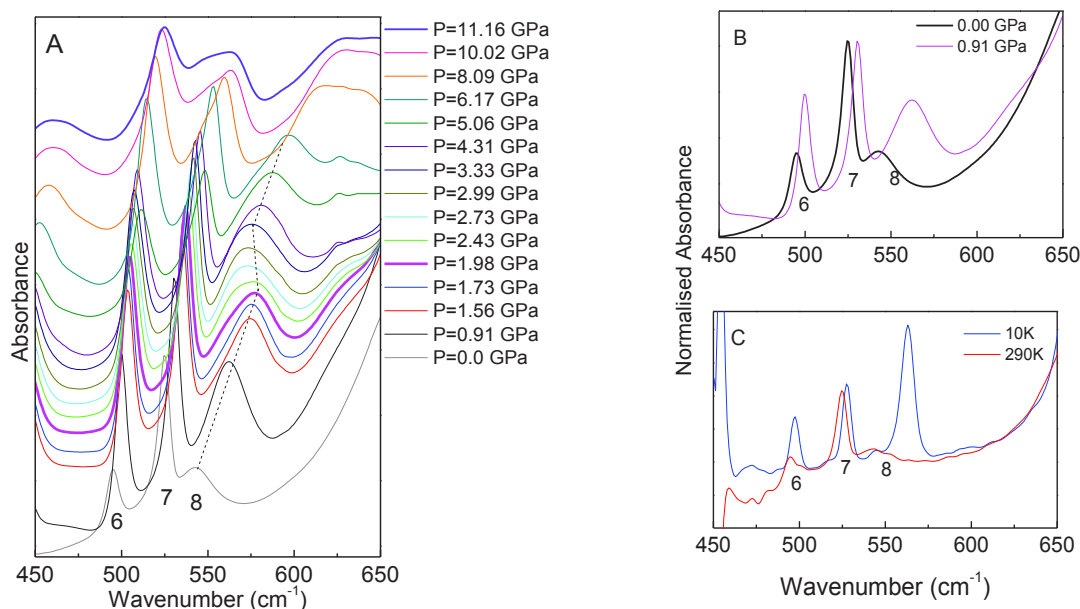 A
P=11.16 GPa
P=10.02 GPa
P=8.09 GPa
P=6.17 GPa
P=5.06 GPa
P=4.31 GPa
P=3.33 GPa
P=2.99 GPa
P=2.73 GPa
P=2.43 GPa
P=1.98 GPa
P=1.73 GPa
P=1.56 GPa
P=0.91 GPa
P=0.0 GPa
Absorbance
6 7 8
450 500 550 600 650
Wavenumber (cm⁻¹)
B
0.00 GPa
0.91 GPa
6 7 8
450 500 550 600 650
Normalised Absorbance
C
10K
290K
6 7 8
450 500 550 600 650
Wavenumber (cm⁻¹)